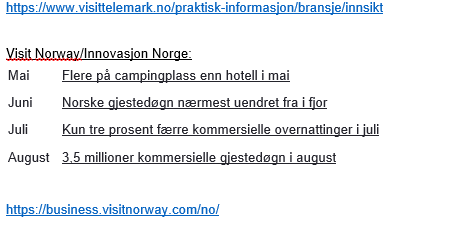 https://www.visittelemark.no/praktisk-informasjon/bransje/innsikt
Visit Norway/Innovasjon Norge:
Mai Flere på campingplass enn hotell i mai
Juni Norske gjestedøgn nærmest uendret fra i fjor
Juli Kun tre prosent færre kommersielle overnattinger i juli
August 3,5 millioner kommersielle gjestedøgn i august
https://business.visitnorway.com/no/